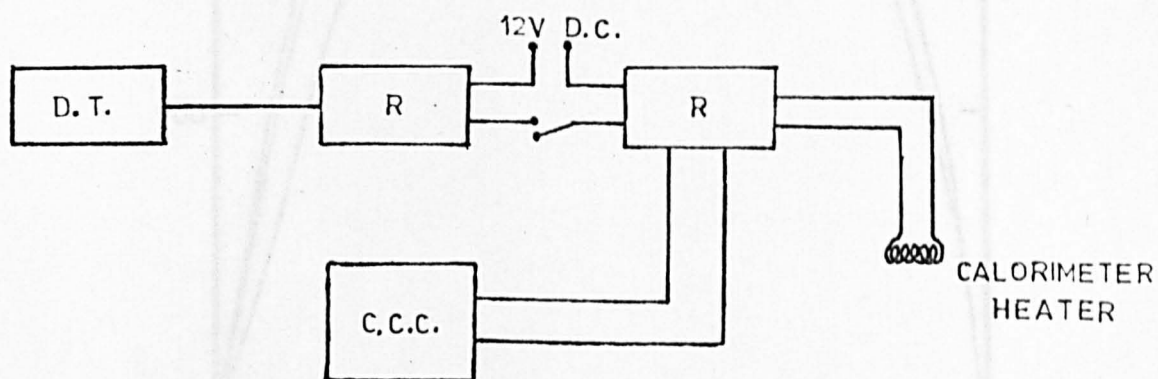 12V D.C.
D.T.
R
R
C.C.C.
CALORIMETER
HEATER